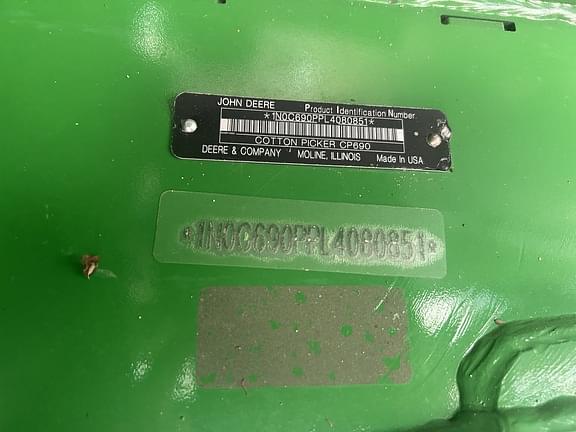 JOHN DEERE Product Identification Number
*1N0C690PPL4080851*
COTTON PICKER CP690
DEERE & COMPANY MOLINE, ILLINOIS Made In USA
*1N0C690PPL4080851*